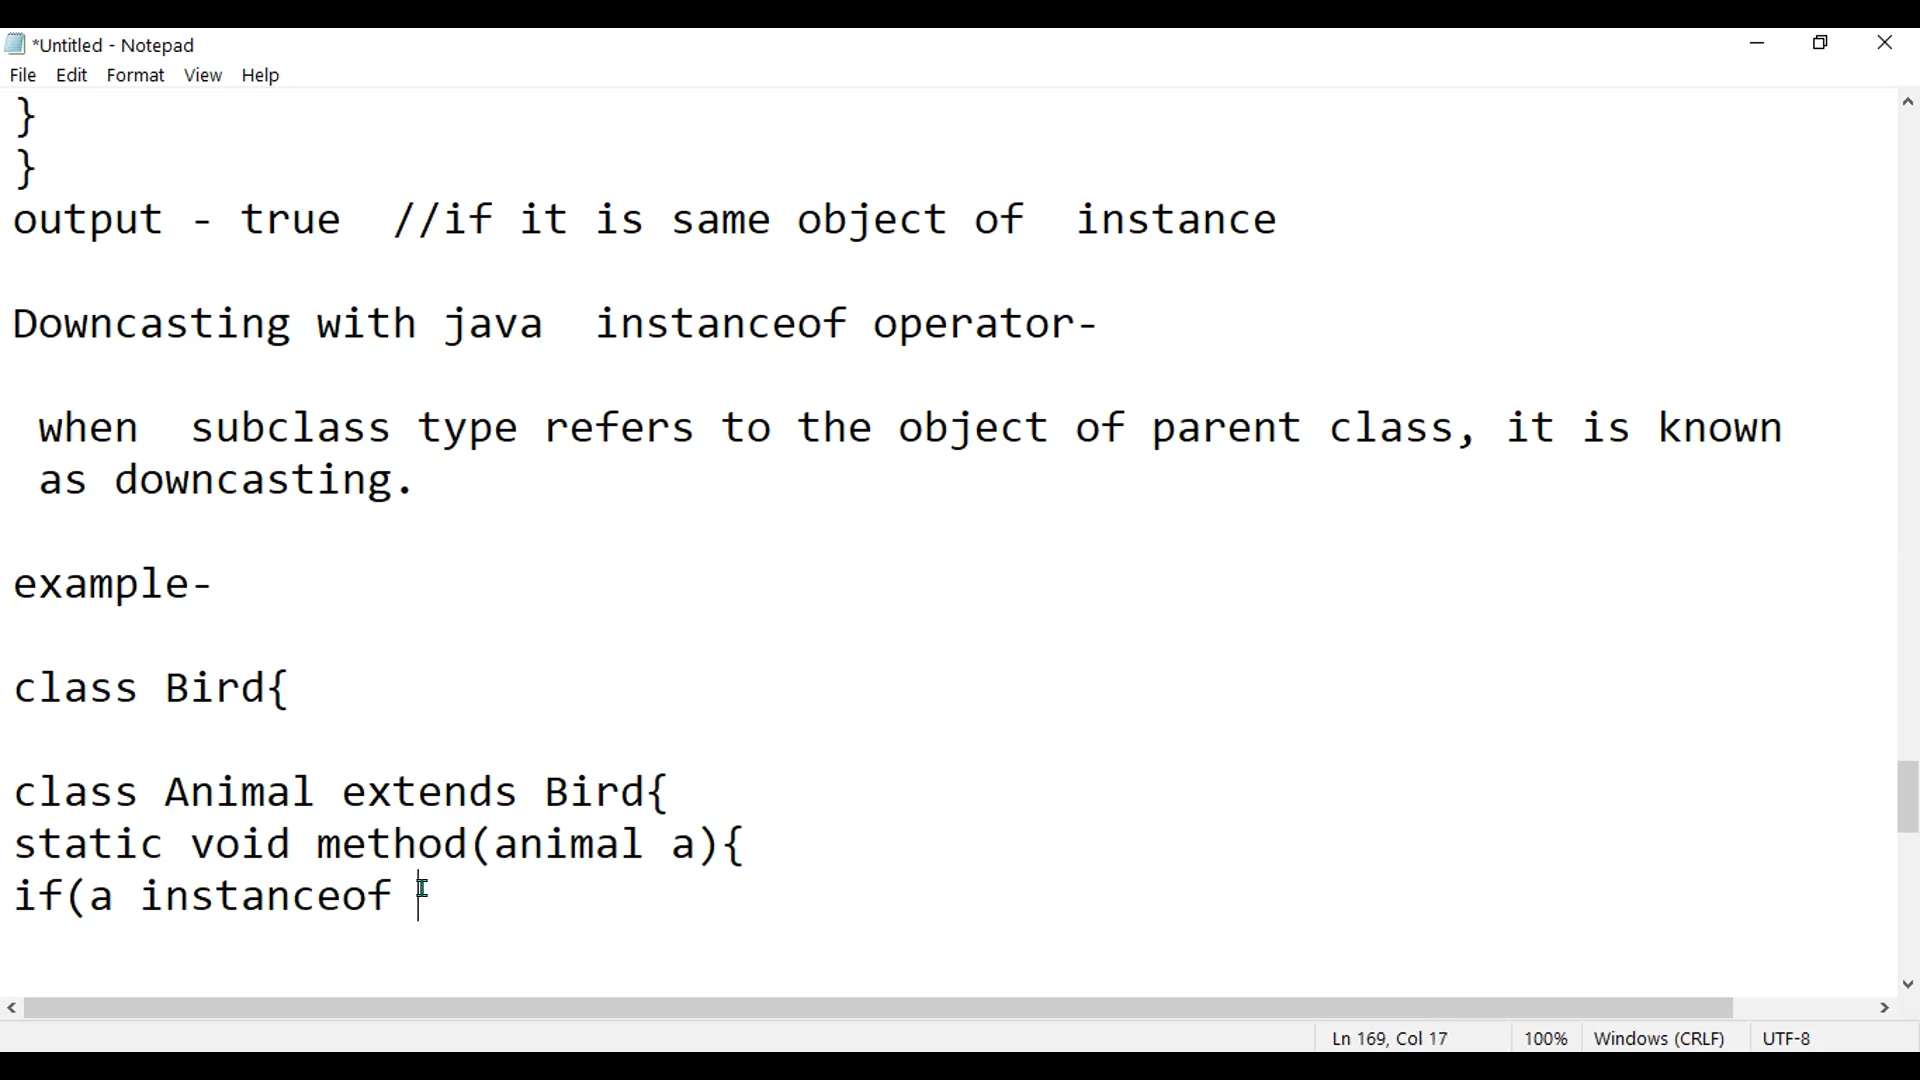 *Untitled - Notepad
File Edit Format View Help
}
}
output - true  //if it is same object of  instance
Downcasting with java  instanceof operator-
when  subclass type refers to the object of parent class, it is known
as downcasting.
example-
class Bird{
class Animal extends Bird{
static void method(animal a){
if(a instanceof
Ln 169, Col 17 100% Windows (CRLF) UTF-8